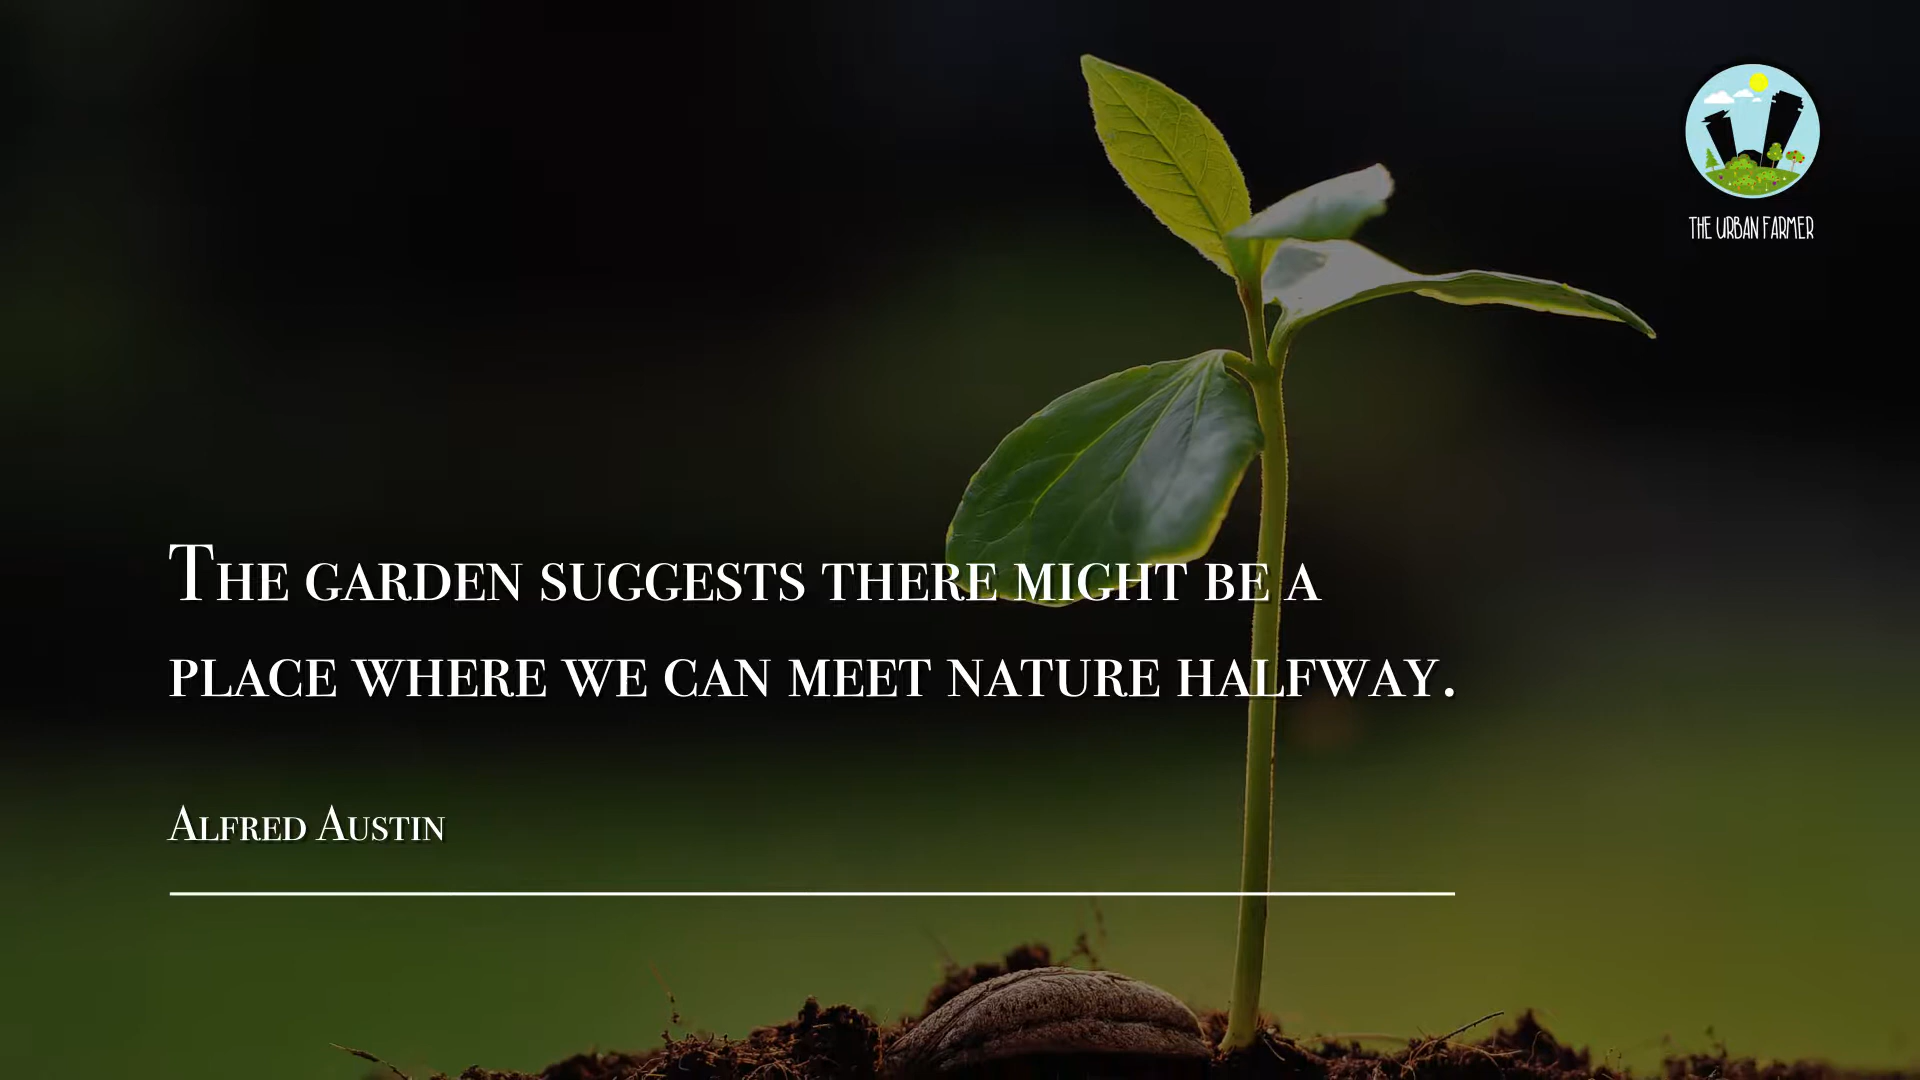 THE URBAN FARMER
The garden suggests there might be a
place where we can meet nature halfway.
Alfred Austin